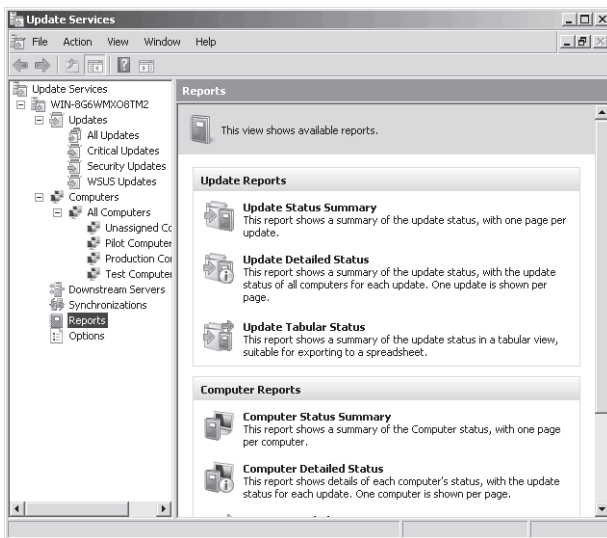 Update Services
File Action View Window Help
Update Services
WIN-8G6WMXO8TM2
Updates
All Updates
Critical Updates
Security Updates
WSUS Updates
Computers
All Computers
Unassigned Co
Pilot Computer
Production Co
Test Compute
Downstream Servers
Synchronizations
Reports
Options
Reports
This view shows available reports.
Update Reports
Update Status Summary
This report shows a summary of the update status, with one page per
update.
Update Detailed Status
This report shows a summary of the update status, with the update
status of all computers for each update. One update is shown per
page.
Update Tabular Status
This report shows a summary of the update status in a tabular view,
suitable for exporting to a spreadsheet.
Computer Reports
Computer Status Summary
This report shows a summary of the Computer status, with one page
per computer.
Computer Detailed Status
This report shows details of each computer's status, with the update
status for each update. One computer is shown per page.